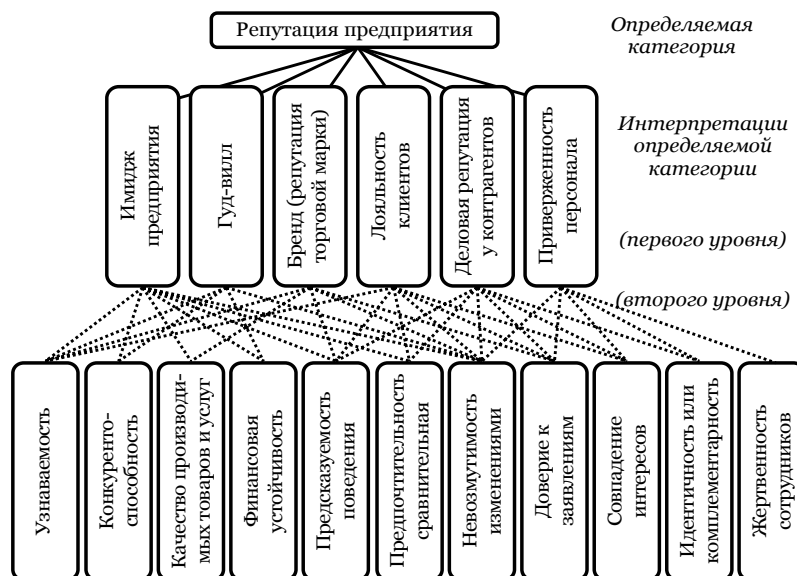 Репутация предприятия
Определяемая
категория
Имидж
предприятия
Гуд-вилл
Бренд (репутация
торговой марки)
Лояльность
клиентов
Деловая репутация
у контрагентов
Приверженность
персонала
Интерпретации
определяемой
категории
(первого уровня)
(второго уровня)
Узнаваемость
Конкуренто-
способность
Качество производи-
мых товаров и услуг
Финансовая
устойчивость
Предсказуемость
поведения
Предпочтительность
сравнительная
Невозмутимость
изменениями
Доверие к
заявлениям
Совпадение
интересов
Идентичность или
комплементарность
Жертвенность
сотрудников